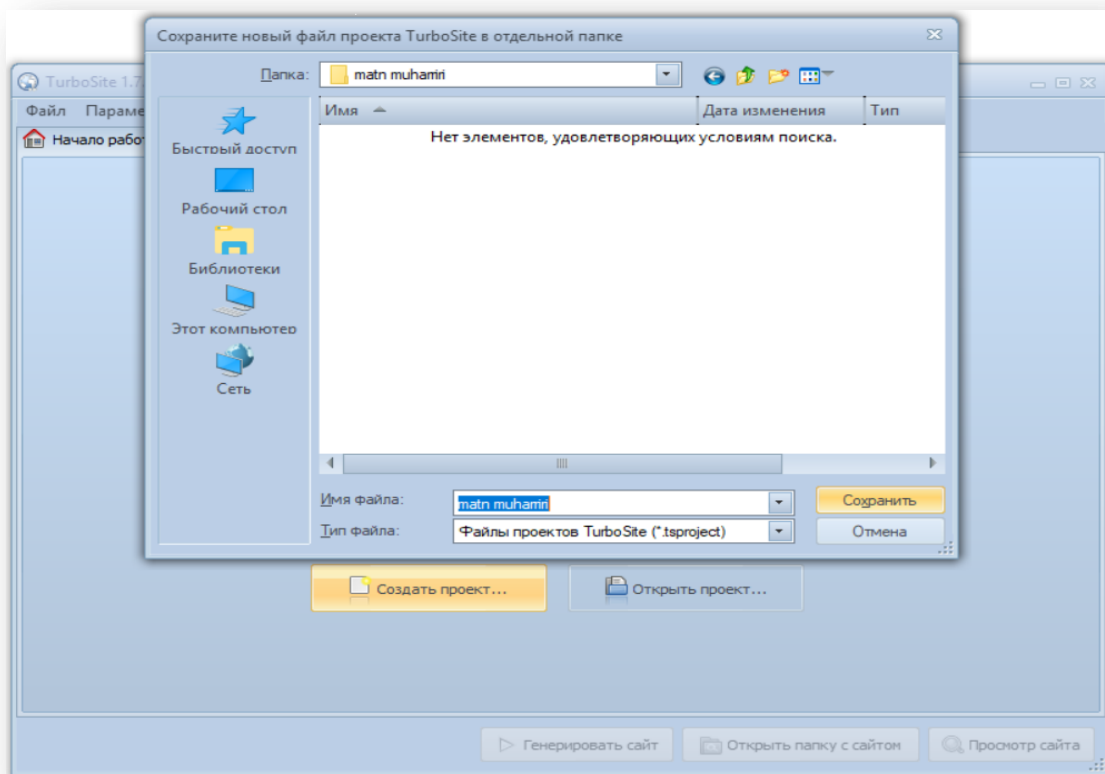 Сохраните новый файл проекта TurboSite в отдельной папке
Папка: matn muharriri
TurboSite 1.7
Файл Параме
Начало рабо
Имя Дата изменения Тип
Нет элементов, удовлетворяющих условиям поиска.
Быстрый доступ
Рабочий стол
Библиотеки
Этот компьютер
Сеть
Имя файла: matn muharriri
Сохранить
Тип файла: Файлы проектов TurboSite (*.tsproject)
Отмена
Создать проект... Открыть проект...
Генерировать сайт Открыть папку с сайтом Просмотр сайта